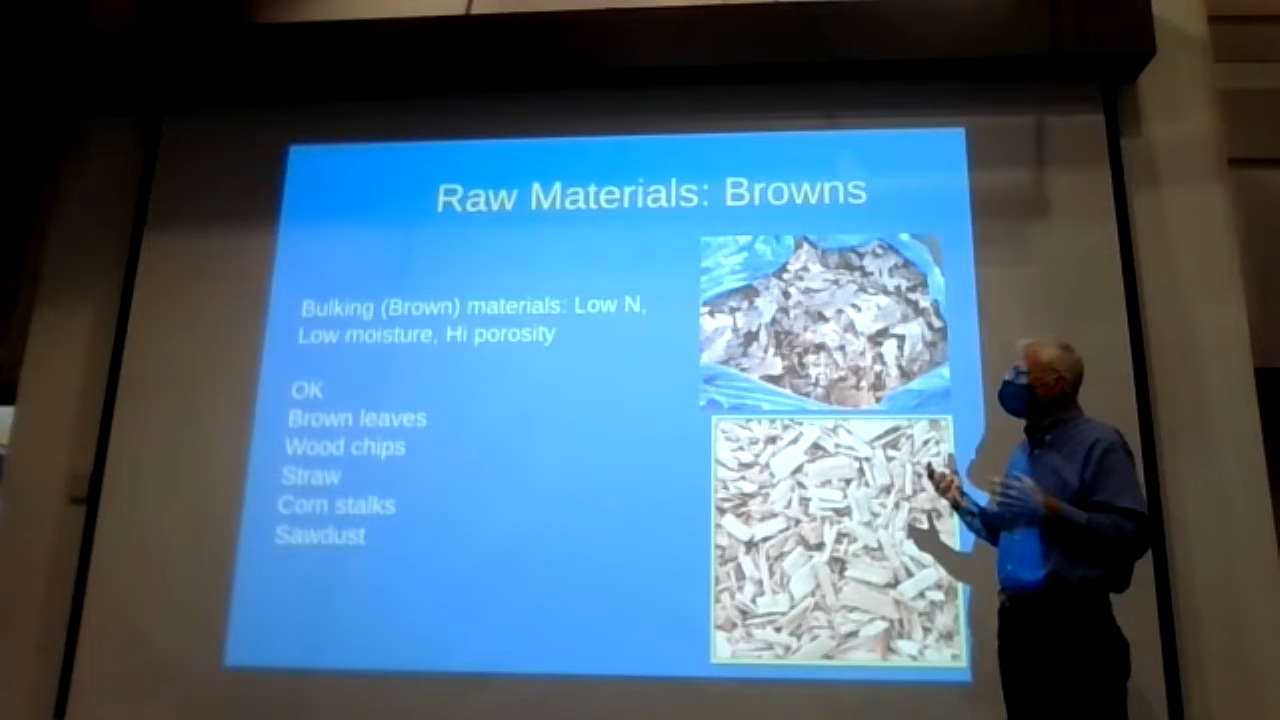 Raw Materials: Browns
Bulking (Brown) materials: Low N,
Low moisture, Hi porosity
OK
Brown leaves
Wood chips
Straw
Corn stalks
Sawdust